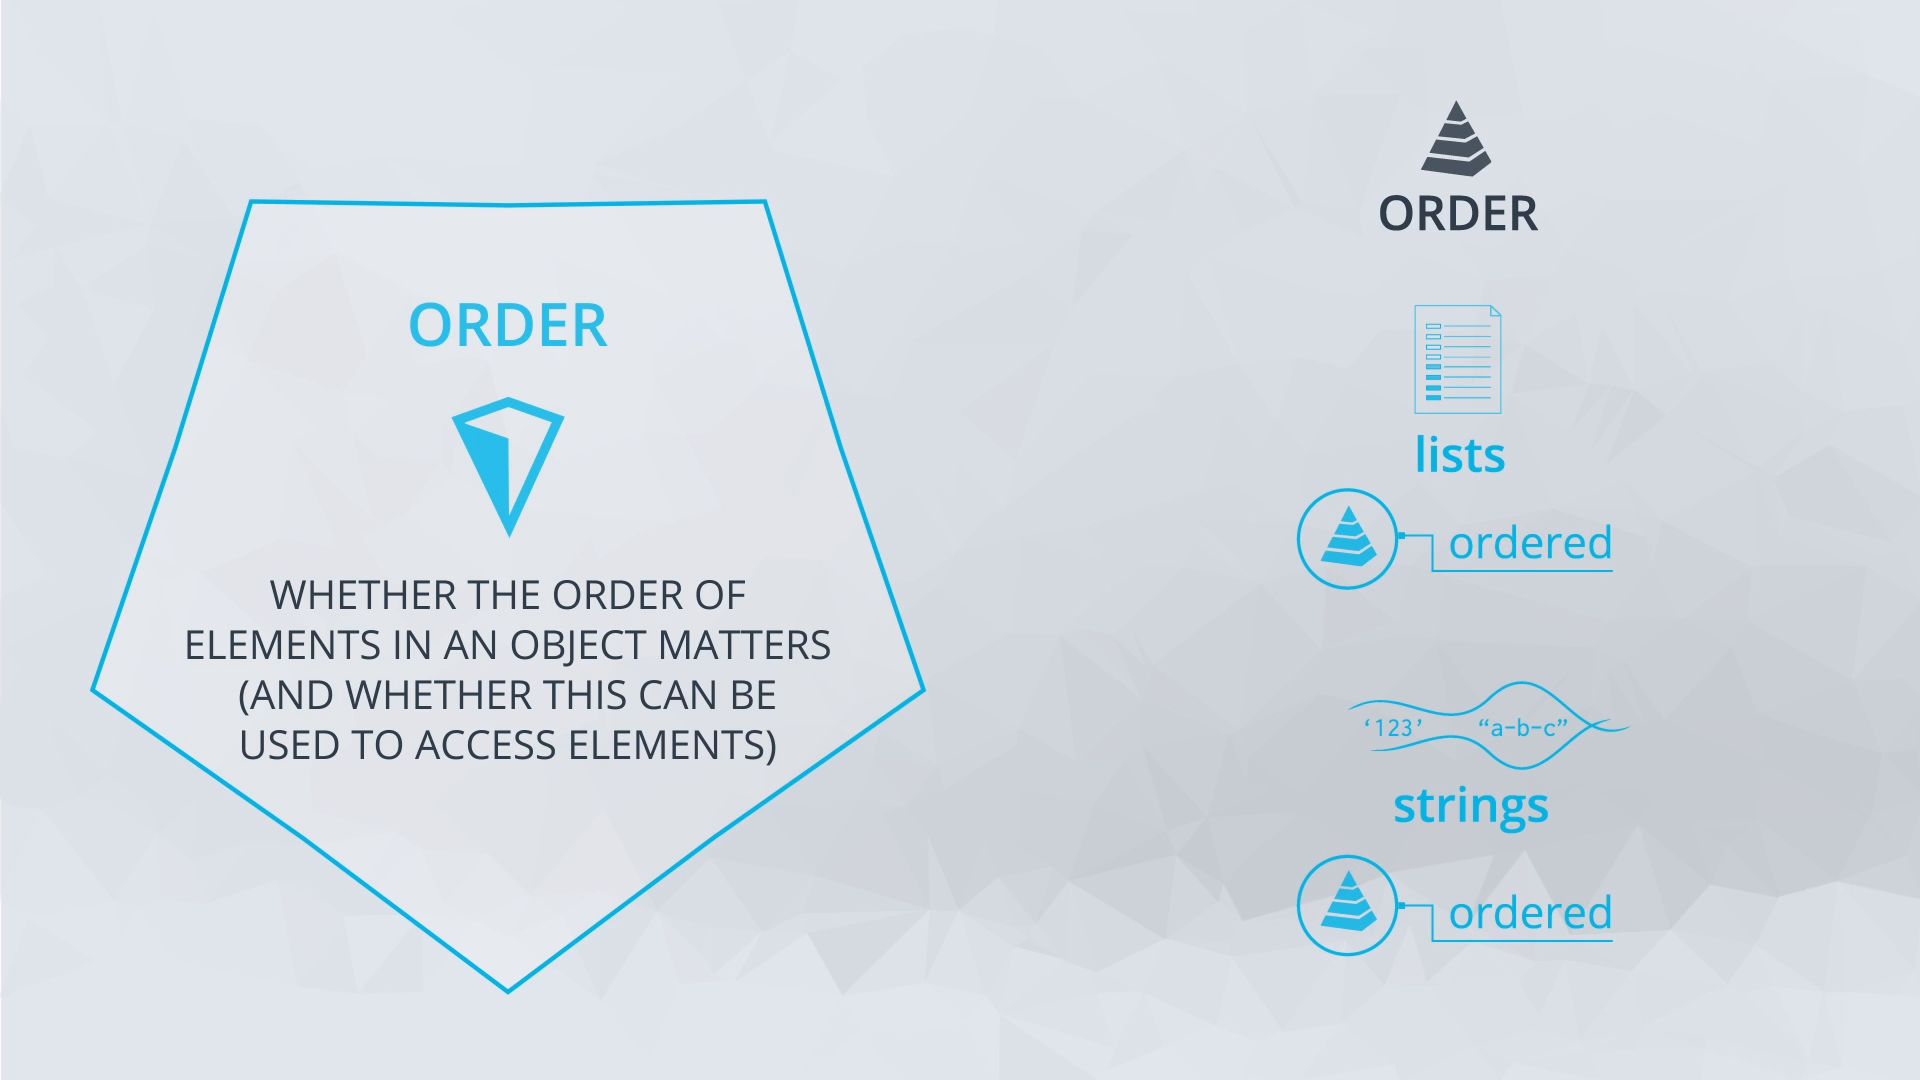 ORDER
WHETHER THE ORDER OF
ELEMENTS IN AN OBJECT MATTERS
(AND WHETHER THIS CAN BE
USED TO ACCESS ELEMENTS)
ORDER
lists
ordered
‘123’ “a-b-c”
strings
ordered